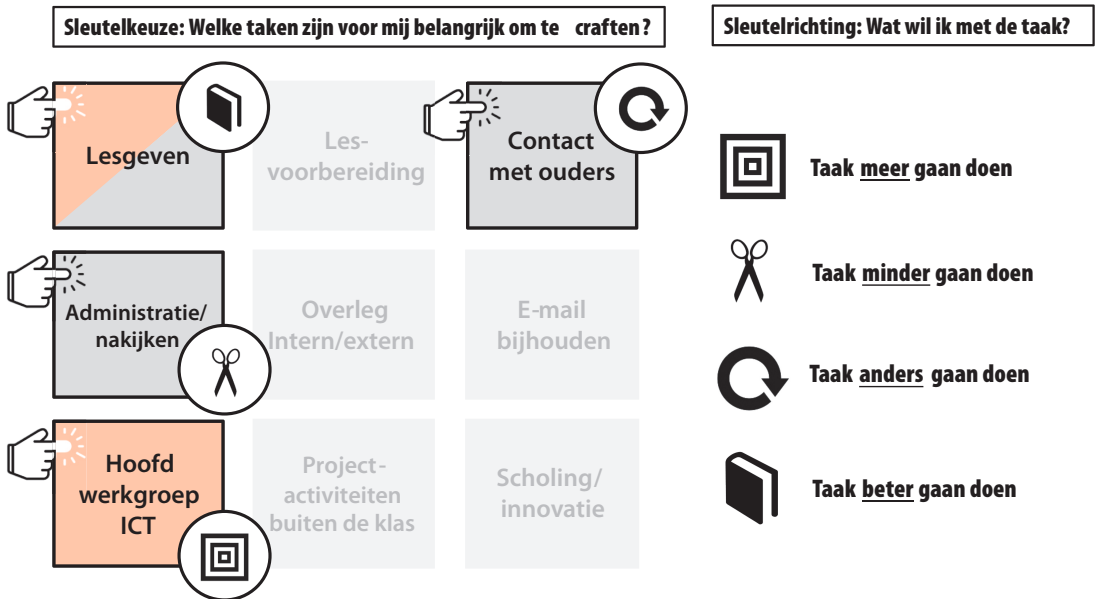 Sleutelkeuze: Welke taken zijn voor mij belangrijk om te craften?
Sleutelrichting: Wat wil ik met de taak?
Lesgeven
Les-
voorbereiding
Contact
met ouders
Administratie/
nakijken
Overleg
Intern/extern
E-mail
bijhouden
Hoofd
werkgroep
ICT
Project-
activiteiten
buiten de klas
Scholing/
innovatie
Taak meer gaan doen
Taak minder gaan doen
Taak anders gaan doen
Taak beter gaan doen